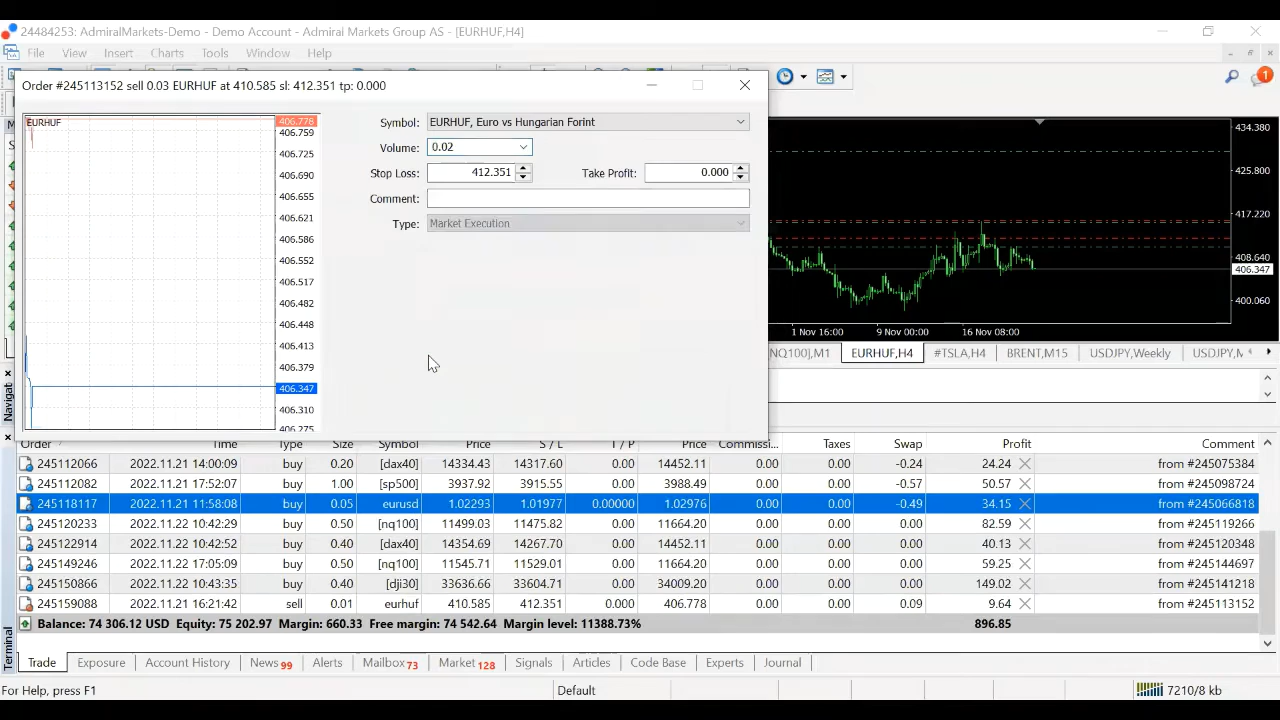 24484253: AdmiralMarkets-Demo - Demo Account - Admiral Markets Group AS - [EURHUF,H4]
File View Insert Charts Tools Window Help
1
Order #245113152 sell 0.03 EURHUF at 410.585 sl: 412.351 tp: 0.000
EURHUF
406.778
406.759
406.725
406.690
406.655
406.621
406.586
406.552
406.517
406.482
406.448
406.413
406.379
406.347
406.310
406.275
Symbol: EURHUF, Euro vs Hungarian Forint
Volume: 0.02
Stop Loss: 412.351 Take Profit: 0.000
Comment:
Type: Market Execution
434.380
425.800
417.220
408.640
406.347
400.060
1 Nov 16:00 9 Nov 00:00 16 Nov 08:00
NQ100],M1 EURHUF,H4 #TSLA,H4 BRENT,M15 USDJPY,Weekly USDJPY,M
Navigat
Order Time Type Size Symbol Price S / L T / P Price Commissi... Taxes Swap Profit Comment
245112066 2022.11.21 14:00:09 buy 0.20 [dax40] 14334.43 14317.60 0.00 14452.11 0.00 0.00 -0.24 24.24 from #245075384
245112082 2022.11.21 17:52:07 buy 1.00 [sp500] 3937.92 3915.55 0.00 3988.49 0.00 0.00 -0.57 50.57 from #245098724
245118117 2022.11.21 11:58:08 buy 0.05 eurusd 1.02293 1.01977 0.00000 1.02976 0.00 0.00 -0.49 34.15 from #245066818
245120233 2022.11.22 10:42:29 buy 0.50 [nq100] 11499.03 11475.82 0.00 11664.20 0.00 0.00 0.00 82.59 from #245119266
245122914 2022.11.22 10:42:52 buy 0.40 [dax40] 14354.69 14267.70 0.00 14452.11 0.00 0.00 0.00 40.13 from #245120348
245149246 2022.11.22 17:05:09 buy 0.50 [nq100] 11545.71 11529.01 0.00 11664.20 0.00 0.00 0.00 59.25 from #245144697
245150866 2022.11.22 10:43:35 buy 0.40 [dji30] 33636.66 33604.71 0.00 34009.20 0.00 0.00 0.00 149.02 from #245141218
245159088 2022.11.21 16:21:42 sell 0.01 eurhuf 410.585 412.351 0.000 406.778 0.00 0.00 0.09 9.64 from #245113152
Balance: 74 306.12 USD Equity: 75 202.97 Margin: 660.33 Free margin: 74 542.64 Margin level: 11388.73% 896.85
Terminal
Trade Exposure Account History News 99 Alerts Mailbox 73 Market 128 Signals Articles Code Base Experts Journal
For Help, press F1 Default 7210/8 kb